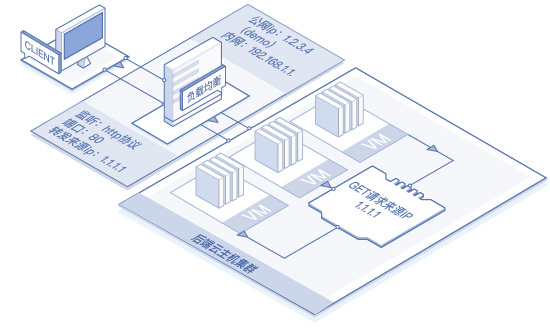 CLIENT
公网ip：1.2.3.4
(demo)
内网：192.168.1.1.
负载均衡
监听：http协议
端口：80
转发来源ip：1.1.1.1
VM
VM
VM
GET请求来源IP
1.1.1.1
后端云主机集群